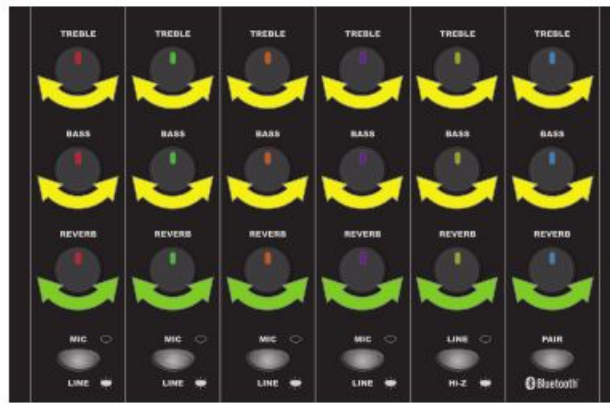 TREBLE TREBLE TREBLE TREBLE TREBLE TREBLE
BASS BASS BASS BASS BASS BASS
REVERB REVERB REVERB REVERB REVERB REVERB
MIC MIC MIC MIC LINE PAIR
LINE LINE LINE LINE Hi-Z Bluetooth